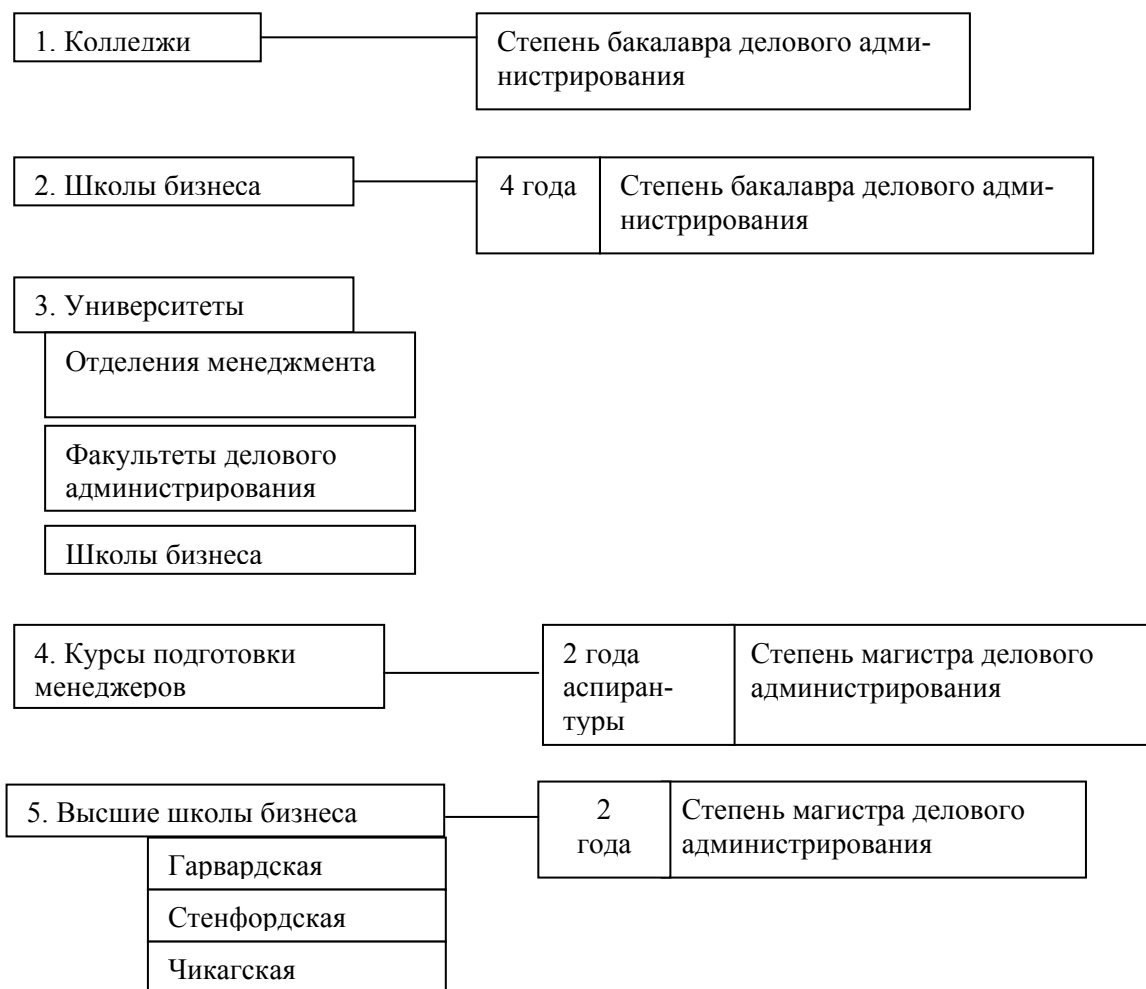 1. Колледжи
Степень бакалавра делового адми-
нистрирования
2. Школы бизнеса
4 года
Степень бакалавра делового адми-
нистрирования
3. Университеты
Отделения менеджмента
Факультеты делового
администрирования
Школы бизнеса
4. Курсы подготовки
менеджеров
2 года
аспиран-
туры
Степень магистра делового
администрирования
5. Высшие школы бизнеса
2
года
Степень магистра делового
администрирования
Гарвардская
Стенфордская
Чикагская